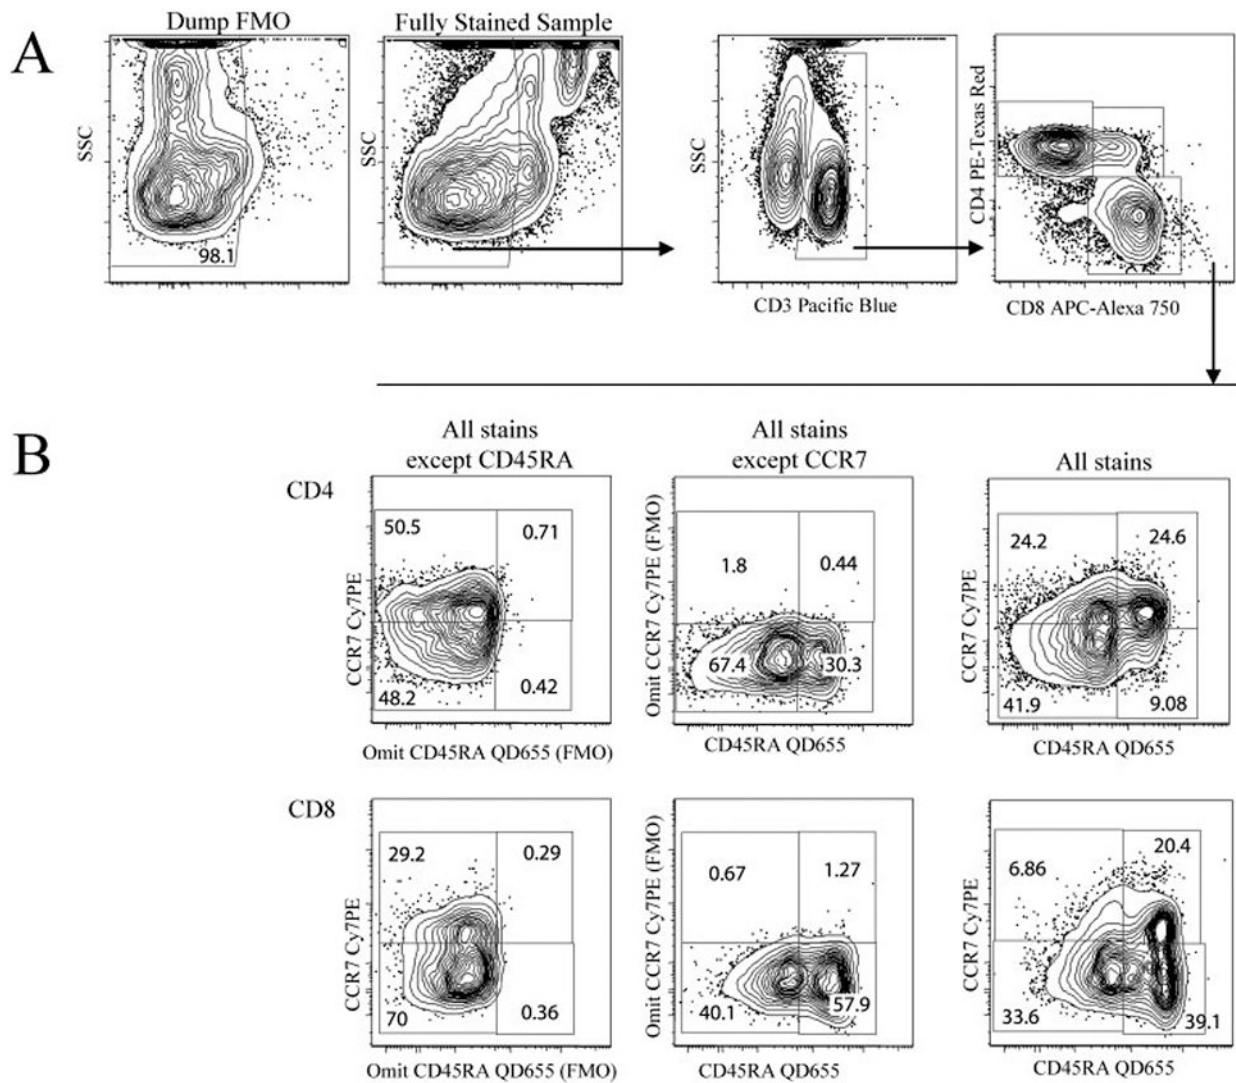 A
Dump FMO
SSC
98.1
Fully Stained Sample
SSC
SSC
CD3 Pacific Blue
CD4 PE-Texas Red
CD8 APC-Alexa 750
B
All stains
except CD45RA
All stains
except CCR7
All stains
CD4
CCR7 Cy7PE
50.5
0.71
48.2
0.42
Omit CD45RA QD655 (FMO)
Omit CCR7 Cy7PE (FMO)
1.8
0.44
67.4
30.3
CD45RA QD655
CCR7 Cy7PE
24.2
24.6
41.9
9.08
CD45RA QD655
CD8
CCR7 Cy7PE
29.2
0.29
70
0.36
Omit CD45RA QD655 (FMO)
Omit CCR7 Cy7PE (FMO)
0.67
1.27
40.1
57.9
CD45RA QD655
CCR7 Cy7PE
6.86
20.4
33.6
39.1
CD45RA QD655